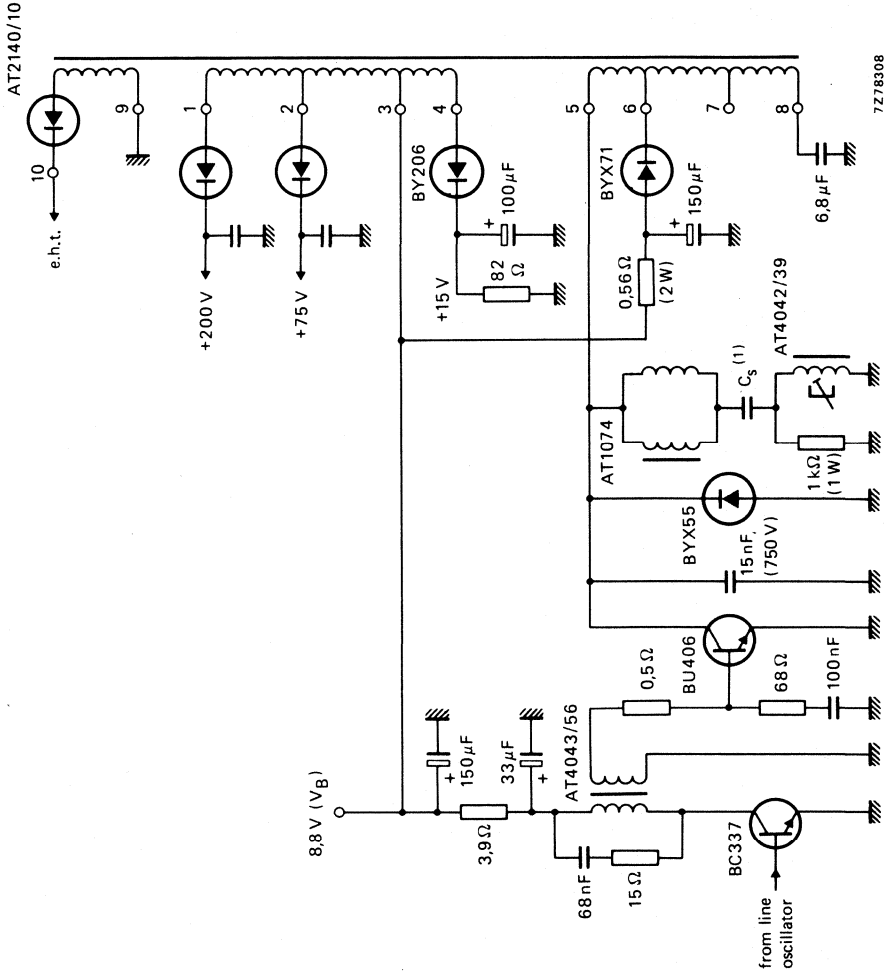 AT2140/10
10
e.h.t.
9
1
+200 V
2
+75 V
3
4
BY206
+
100 µF
+15 V
82
Ω
5
6
BYX71
+
150 µF
0,56 Ω
(2 W)
7
8
6,8 µF
7Z78308
AT1074
Cs (1)
AT4042/39
1 kΩ
(1 W)
BYX55
15 nF,
(750 V)
BU406
0,5 Ω
68 Ω
100 nF
8,8 V (VB)
150 µF
+
33 µF
+
3,9 Ω
AT4043/56
68 nF
15 Ω
BC337
from line
oscillator